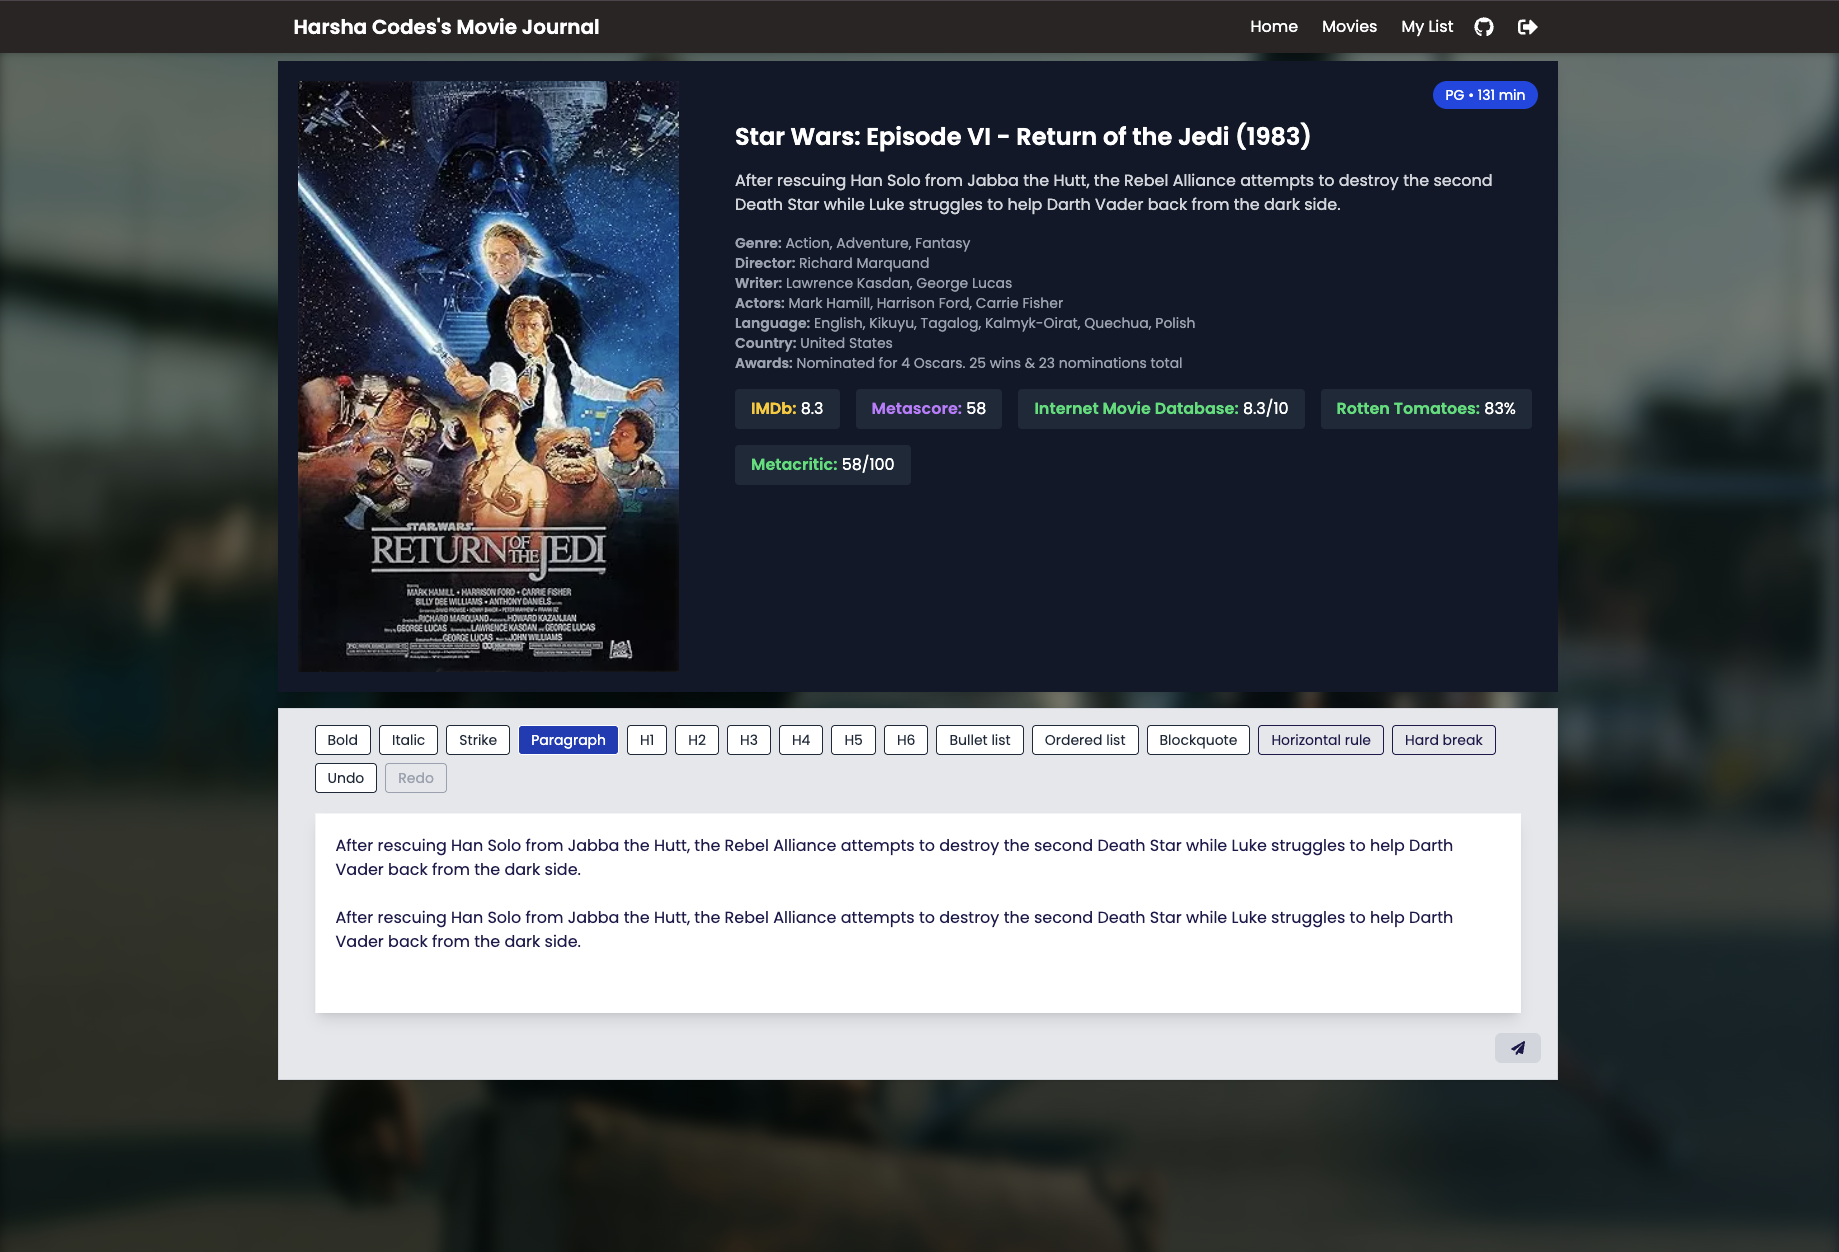 Harsha Codes's Movie Journal
Home Movies My List
PG • 131 min
Star Wars: Episode VI - Return of the Jedi (1983)
After rescuing Han Solo from Jabba the Hutt, the Rebel Alliance attempts to destroy the second
Death Star while Luke struggles to help Darth Vader back from the dark side.
Genre: Action, Adventure, Fantasy
Director: Richard Marquand
Writer: Lawrence Kasdan, George Lucas
Actors: Mark Hamill, Harrison Ford, Carrie Fisher
Language: English, Kikuyu, Tagalog, Kalmyk-Oirat, Quechua, Polish
Country: United States
Awards: Nominated for 4 Oscars. 25 wins & 23 nominations total
IMDb: 8.3 Metascore: 58 Internet Movie Database: 8.3/10 Rotten Tomatoes: 83%
Metacritic: 58/100
STAR WARS
RETURN OF THE JEDI
MARK HAMILL • HARRISON FORD • CARRIE FISHER
BILLY DEE WILLIAMS • ANTHONY DANIELS
RICHARD MARQUAND HOWARD KAZANJIAN
GEORGE LUCAS LAWRENCE KASDAN and GEORGE LUCAS
GEORGE LUCAS JOHN WILLIAMS
Bold Italic Strike Paragraph H1 H2 H3 H4 H5 H6 Bullet list Ordered list Blockquote Horizontal rule Hard break
Undo Redo
After rescuing Han Solo from Jabba the Hutt, the Rebel Alliance attempts to destroy the second Death Star while Luke struggles to help Darth
Vader back from the dark side.
After rescuing Han Solo from Jabba the Hutt, the Rebel Alliance attempts to destroy the second Death Star while Luke struggles to help Darth
Vader back from the dark side.